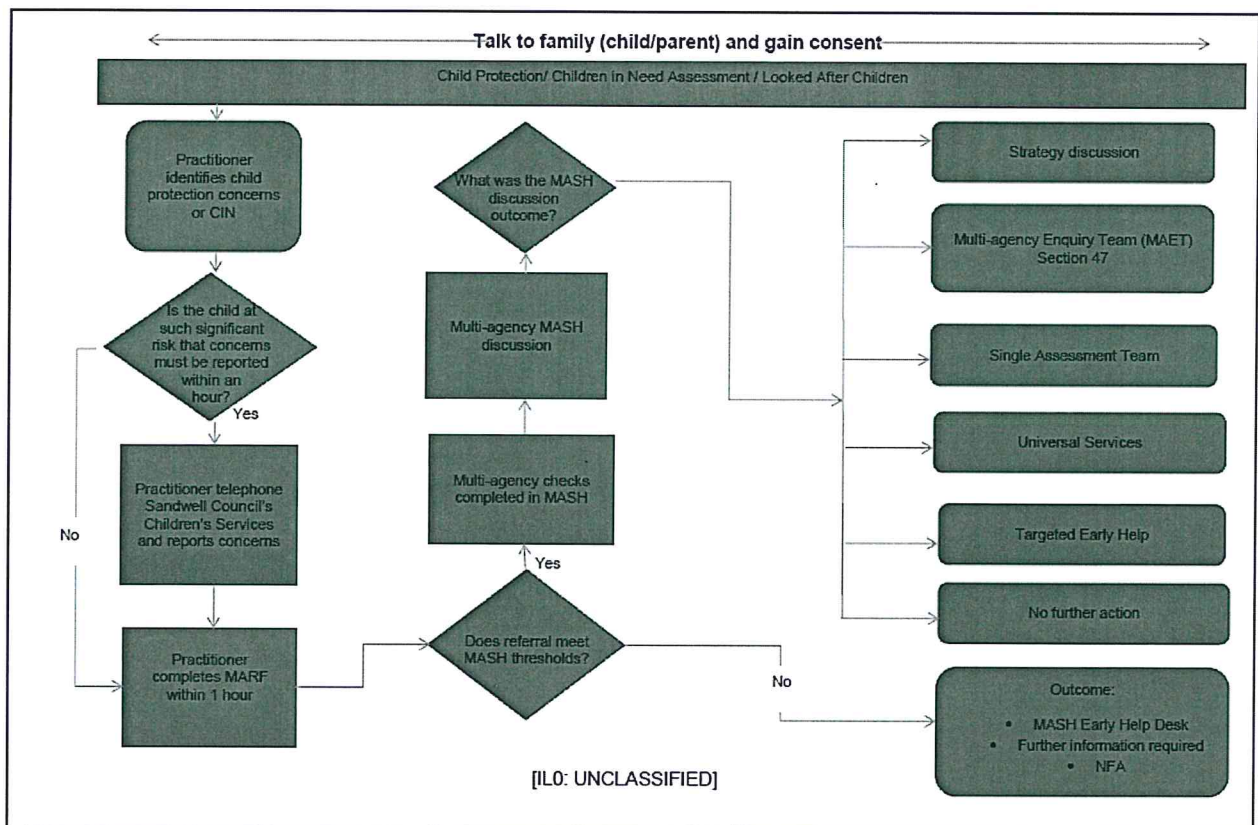 Talk to family (child/parent) and gain consent
Child Protection/ Children in Need Assessment / Looked After Children
Practitioner
identifies child
protection concerns
or CIN
Is the child at
such significant
risk that concerns
must be reported
within an
hour?
Yes
No
Practitioner telephone
Sandwell Council's
Children's Services
and reports concerns
Practitioner
completes MARF
within 1 hour
Does referral meet
MASH thresholds?
Yes
No
Multi-agency checks
completed in MASH
Multi-agency MASH
discussion
What was the MASH
discussion
outcome?
Strategy discussion
Multi-agency Enquiry Team (MAET)
Section 47
Single Assessment Team
Universal Services
Targeted Early Help
No further action
Outcome:
• MASH Early Help Desk
• Further information required
• NFA
[IL0: UNCLASSIFIED]